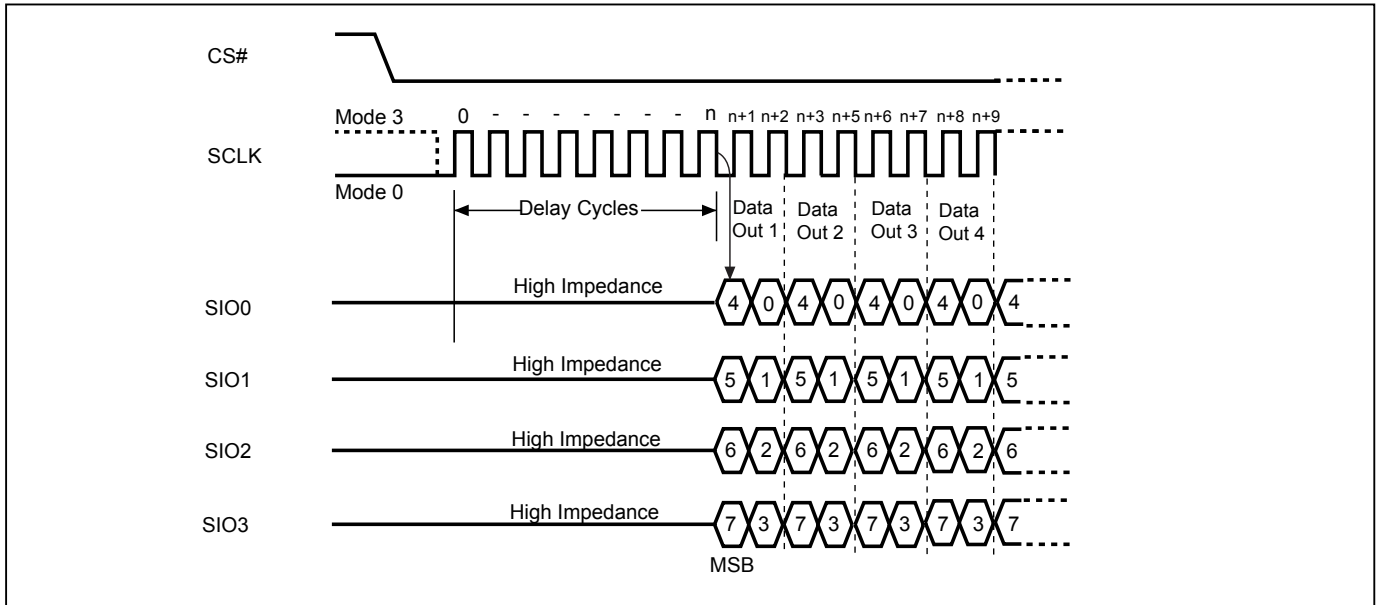 CS#
Mode 3
0 - - - - - - - n n+1 n+2 n+3 n+5 n+6 n+7 n+8 n+9
SCLK
Mode 0
Delay Cycles
Data Out 1
Data Out 2
Data Out 3
Data Out 4
High Impedance
SIO0
4 0 4 0 4 0 4 0 4
High Impedance
SIO1
5 1 5 1 5 1 5 1 5
High Impedance
SIO2
6 2 6 2 6 2 6 2 6
High Impedance
SIO3
7 3 7 3 7 3 7 3 7
MSB